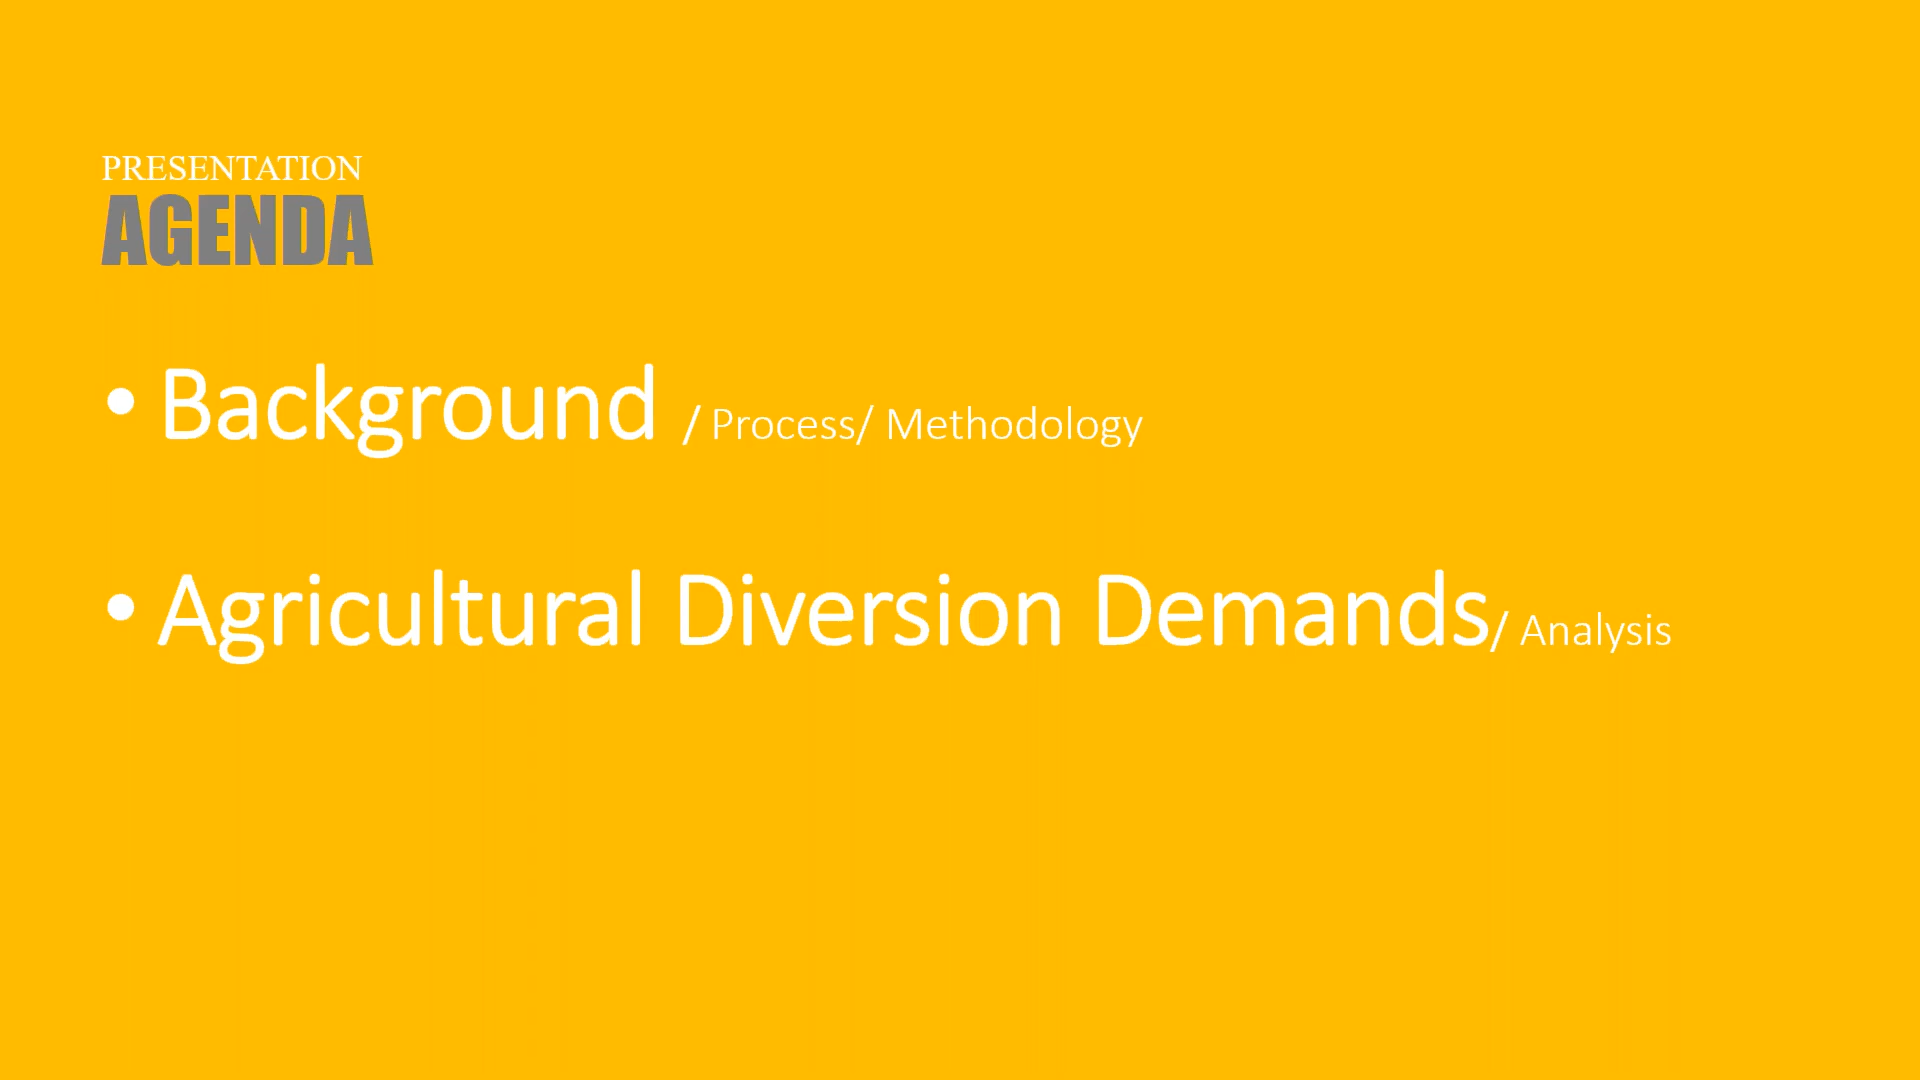 PRESENTATION
AGENDA
• Background / Process/ Methodology
• Agricultural Diversion Demands/ Analysis